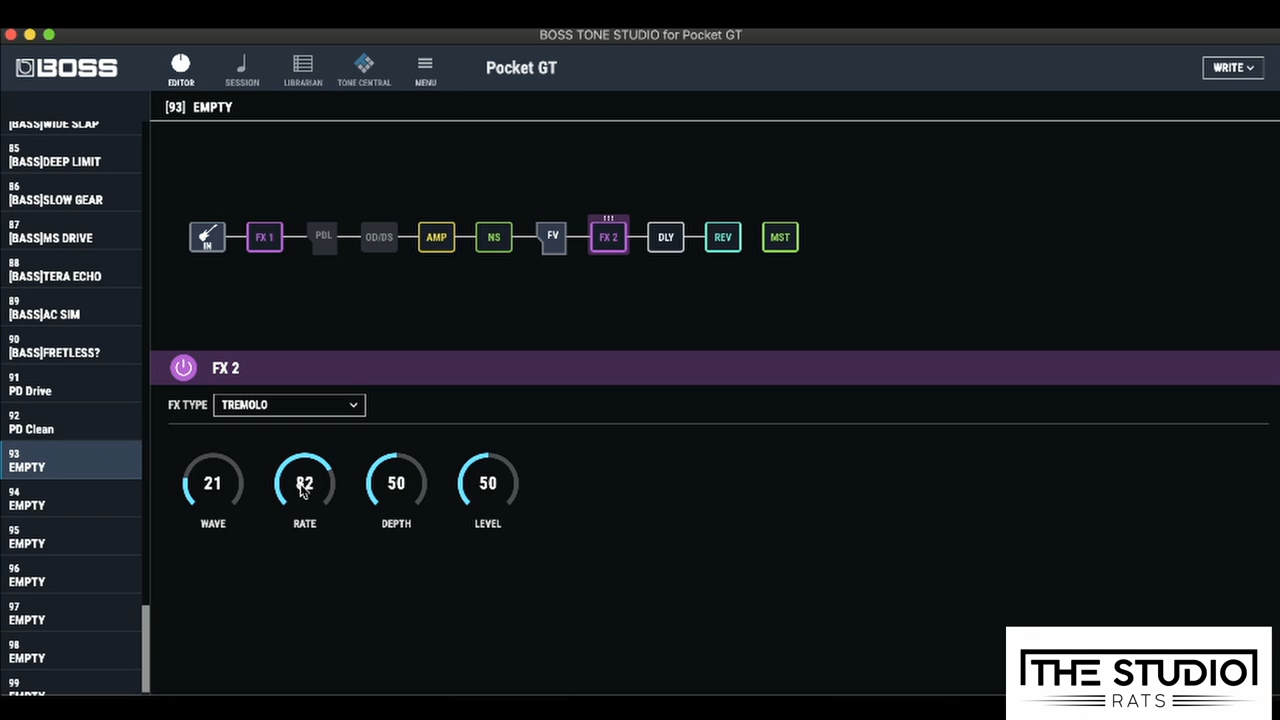 BOSS TONE STUDIO for Pocket GT
BOSS
EDITOR
SESSION
LIBRARIAN
TONE CENTRAL
MENU
Pocket GT
WRITE
[93] EMPTY
[BASS]WIDE SLAP
85
[BASS]DEEP LIMIT
86
[BASS]SLOW GEAR
87
[BASS]MS DRIVE
88
[BASS]TERA ECHO
89
[BASS]AC SIM
90
[BASS]FRETLESS?
91
PD Drive
92
PD Clean
93
EMPTY
94
EMPTY
95
EMPTY
96
EMPTY
97
EMPTY
98
EMPTY
99
EMPTY
IN
FX 1
PDL
OD/DS
AMP
NS
FV
FX 2
DLY
REV
MST
FX 2
FX TYPE
TREMOLO
21
82
50
50
WAVE
RATE
DEPTH
LEVEL
THE STUDIO
RATS